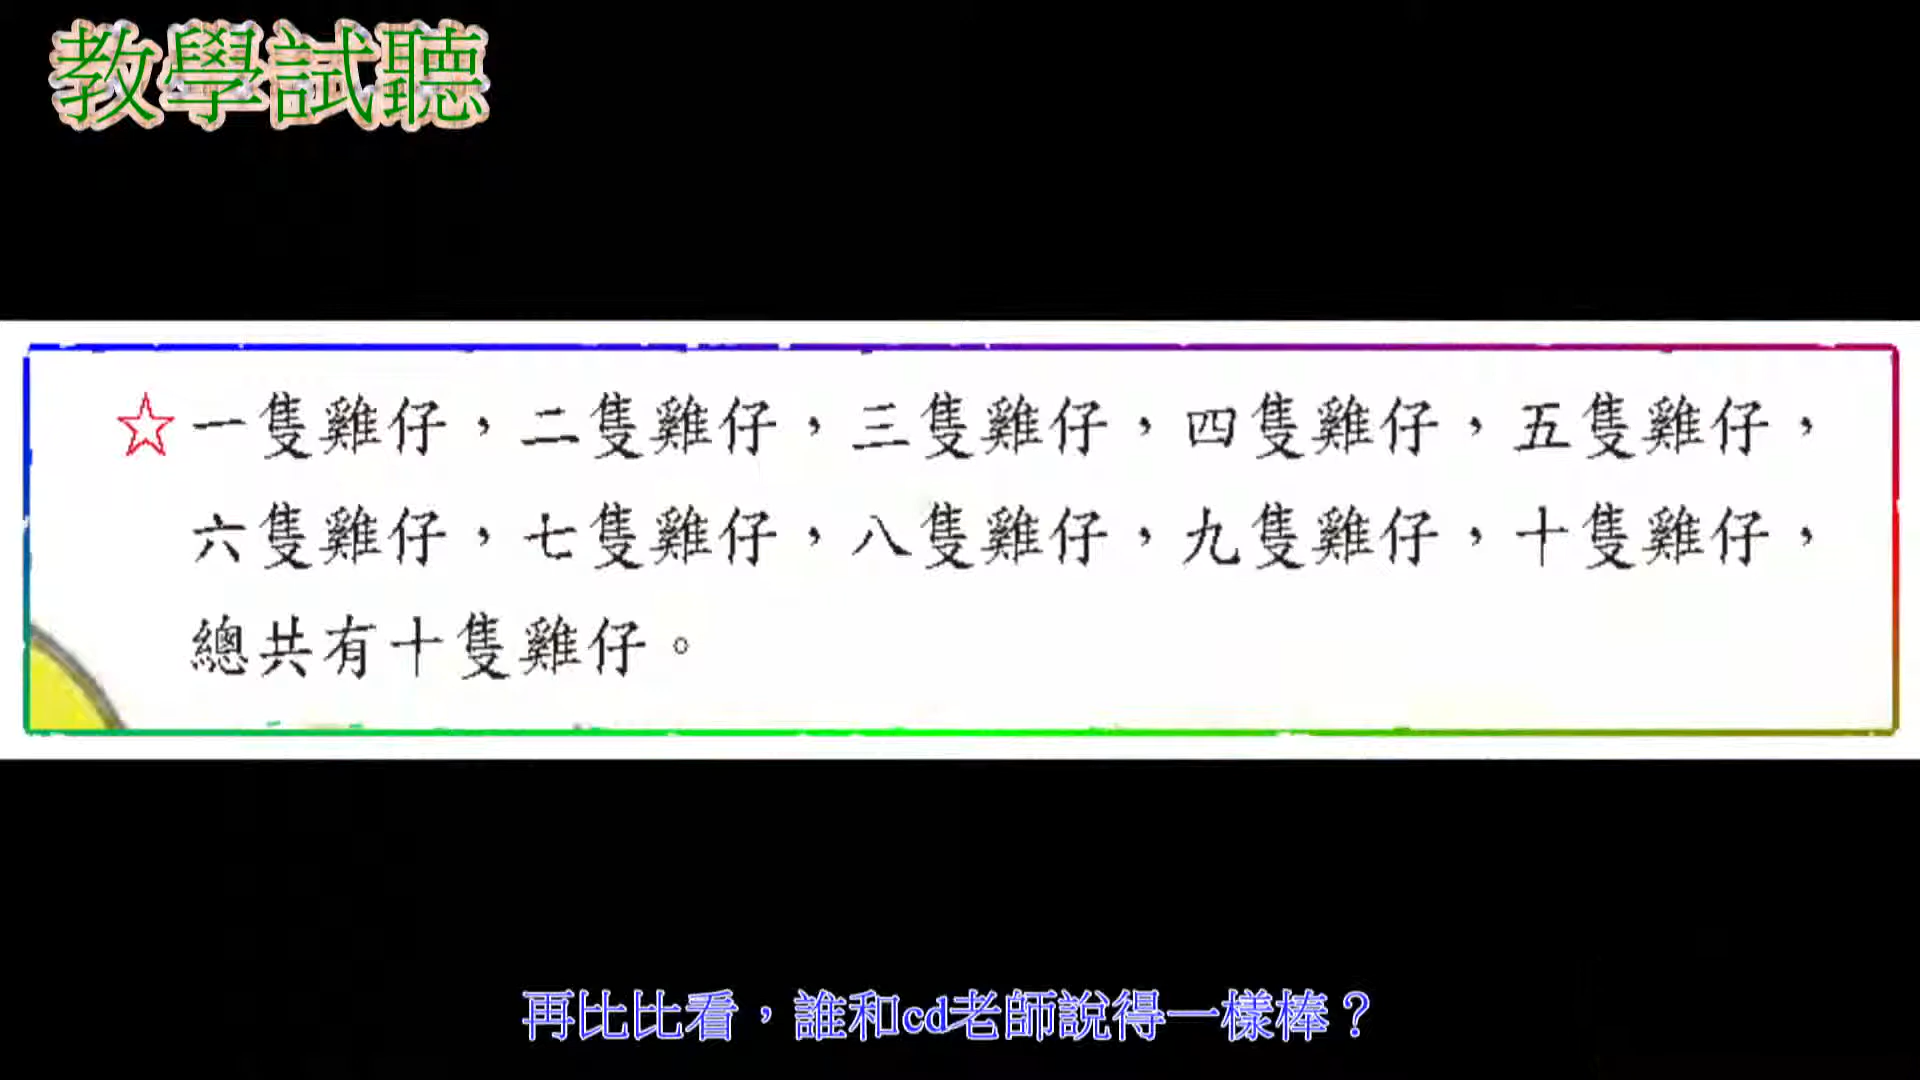 教學試聽
☆一隻雞仔，二隻雞仔，三隻雞仔，四隻雞仔，五隻雞仔，
六隻雞仔，七隻雞仔，八隻雞仔，九隻雞仔，十隻雞仔，
總共有十隻雞仔。
再比比看，誰和cd老師說得一樣棒？